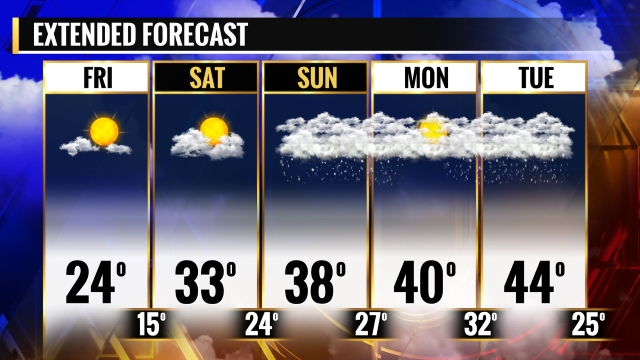 EXTENDED FORECAST
FRI SAT SUN MON TUE
24° 33° 38° 40° 44°
15° 24° 27° 32° 25°